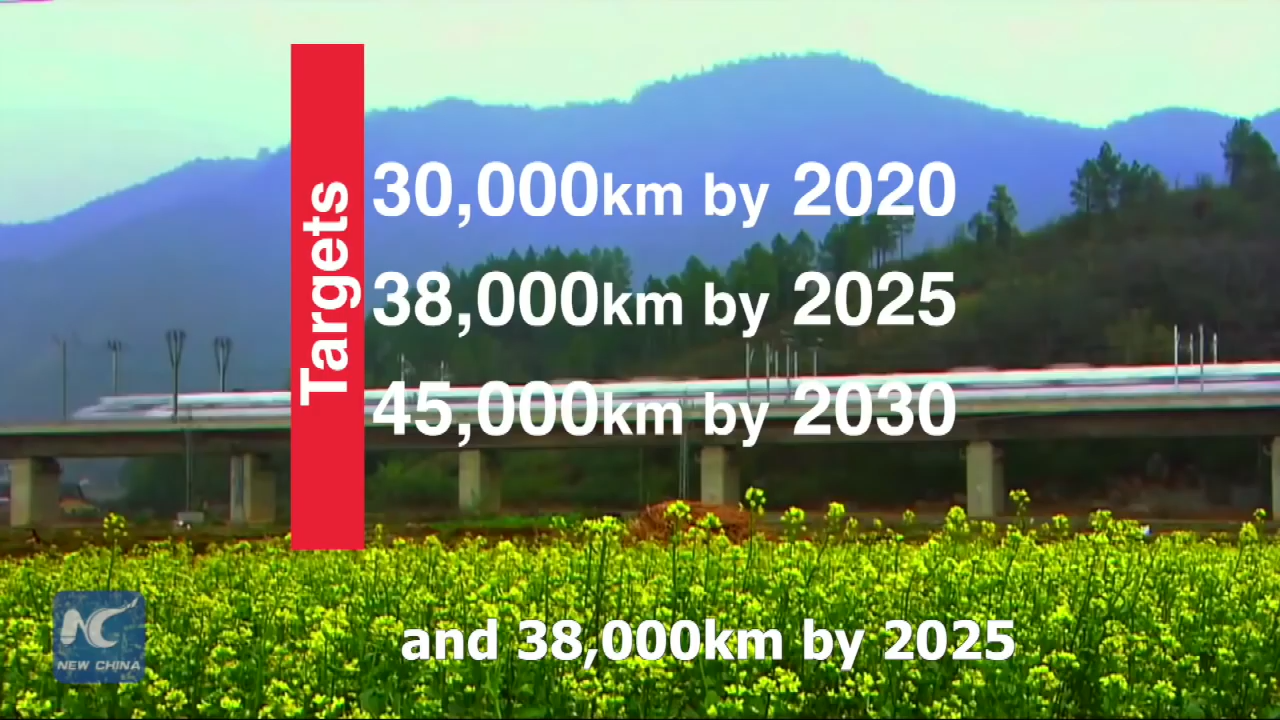 Targets
30,000km by 2020
38,000km by 2025
45,000km by 2030
and 38,000km by 2025
NC
NEW CHINA